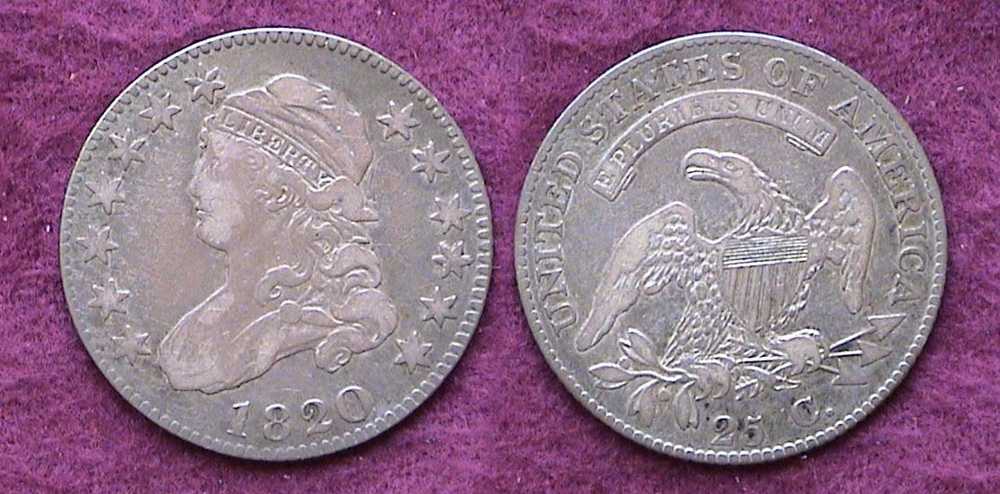 LIBERTY
1820
UNITED STATES OF AMERICA
E PLURIBUS UNUM
25 C.